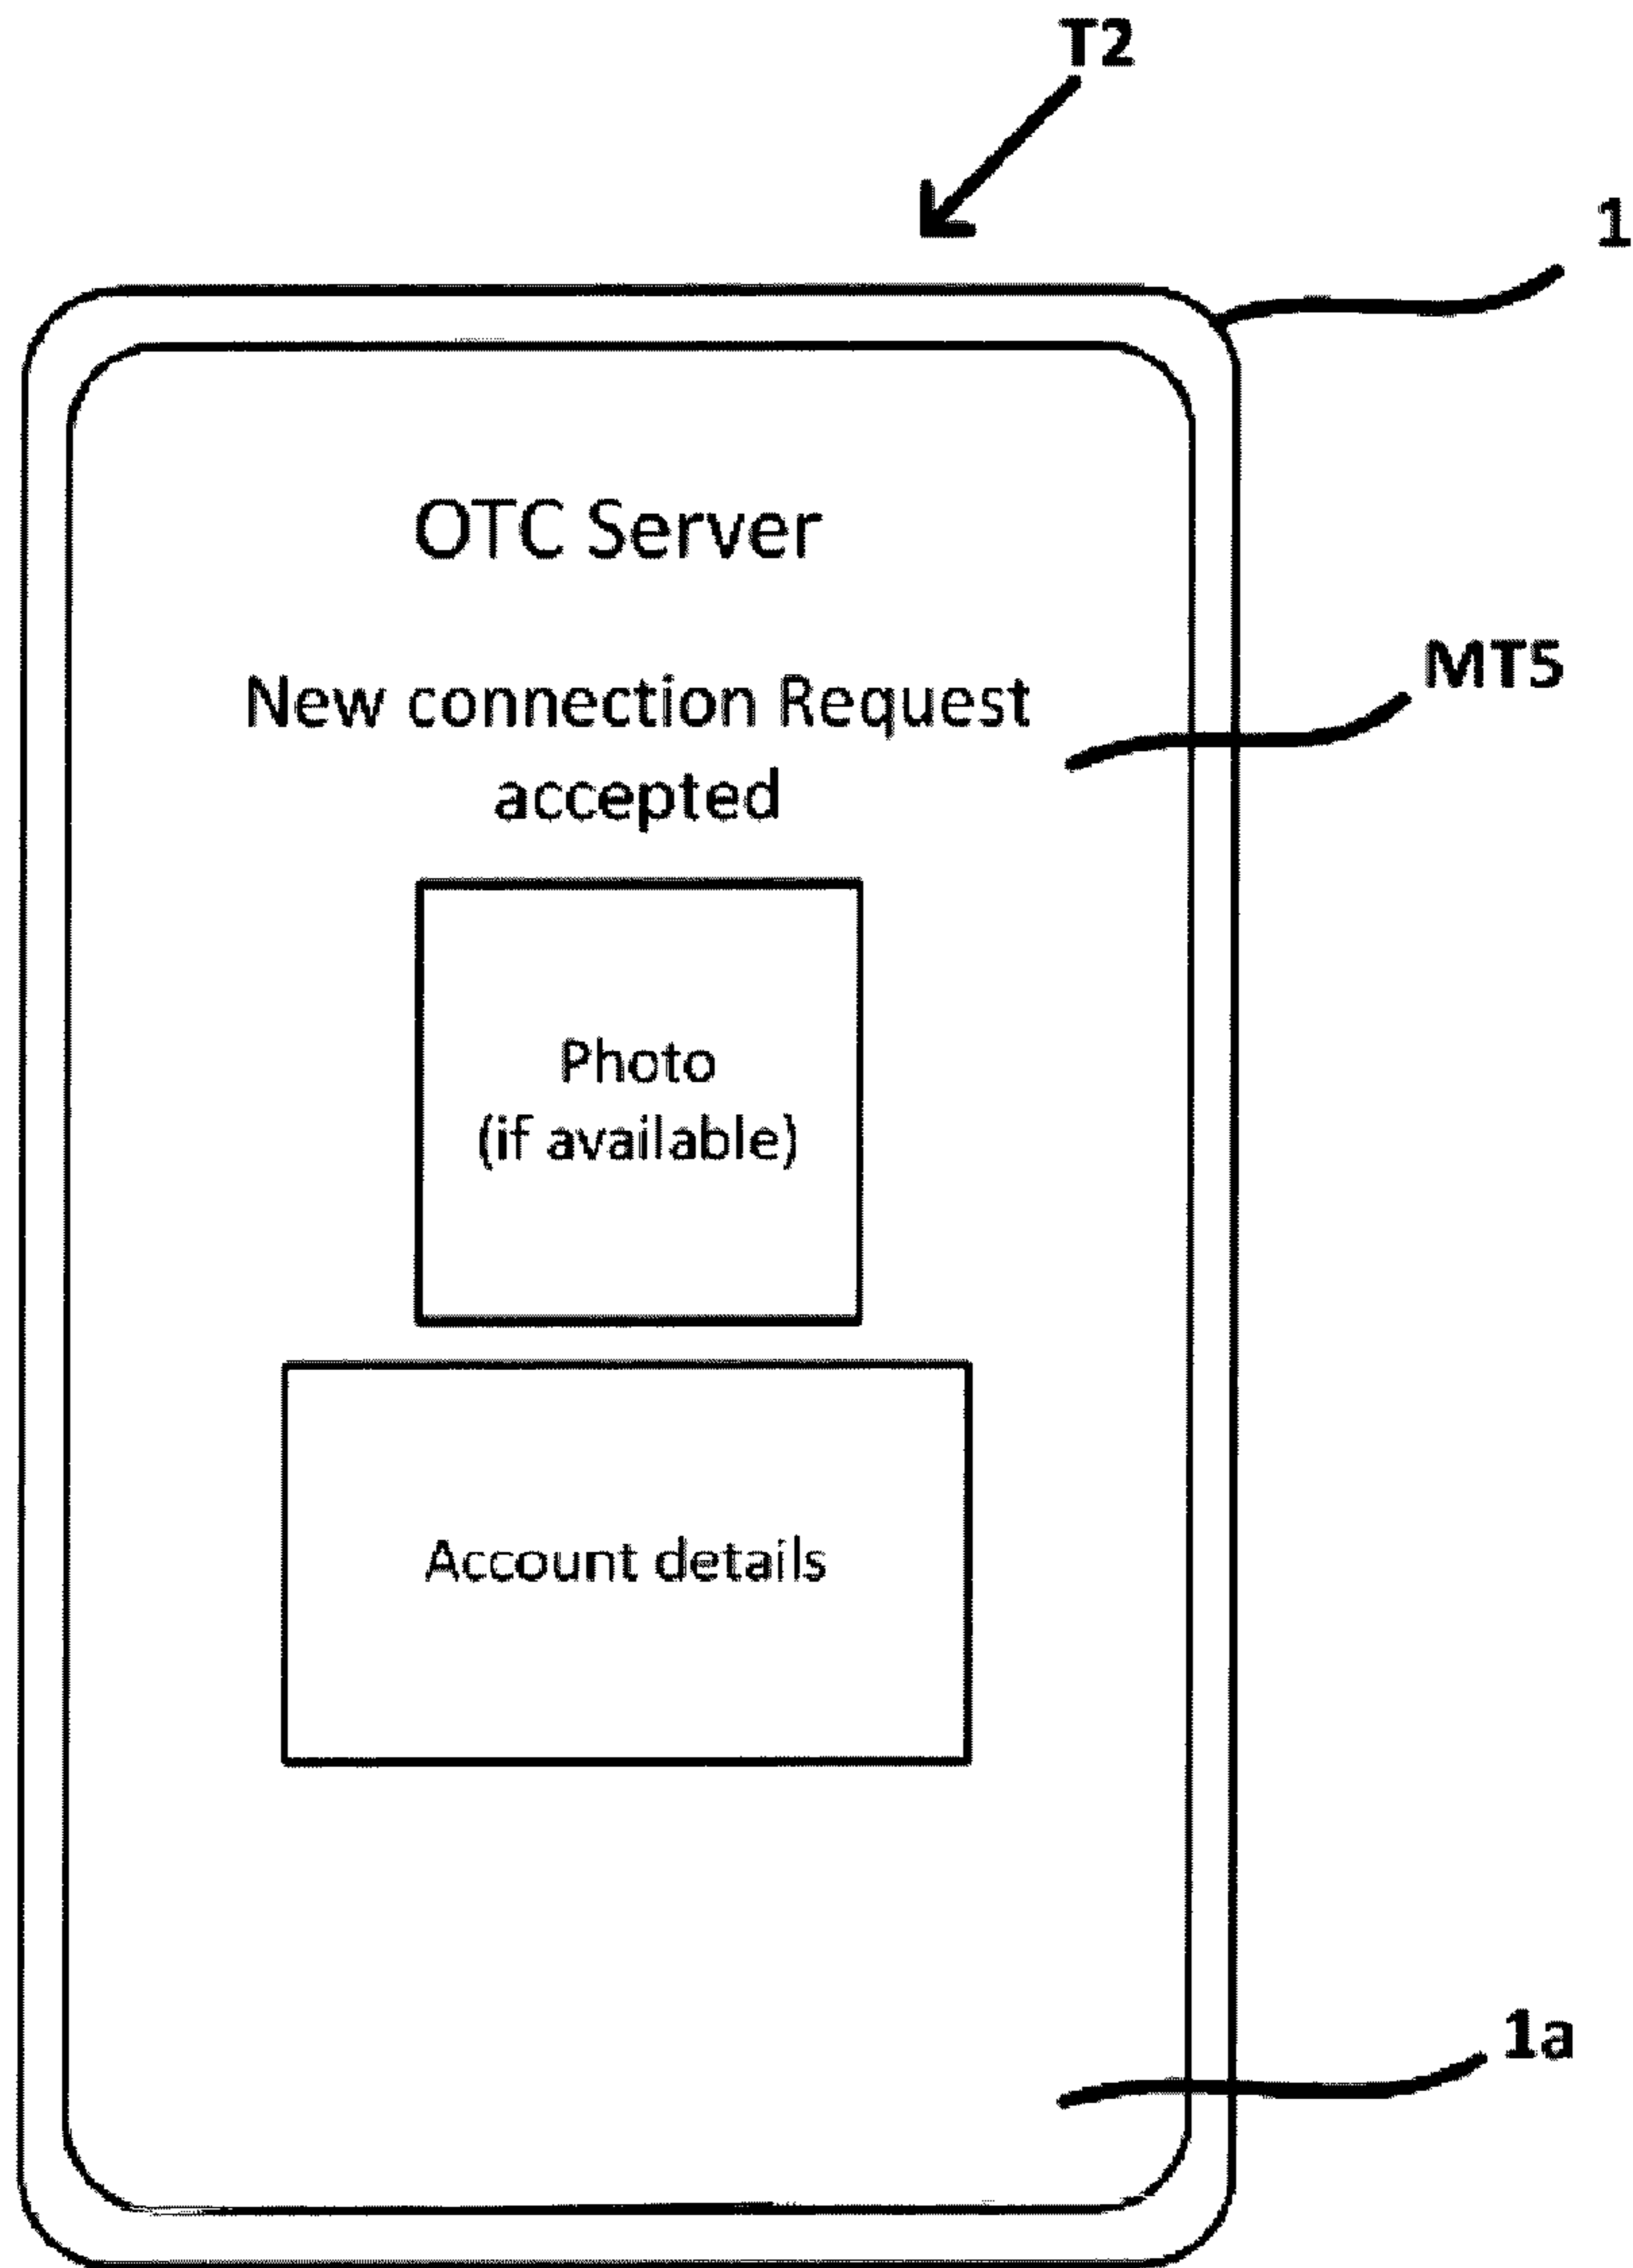 T2
1
OTC Server
MT5
New connection Request
accepted
Photo
(if available)
Account details
1a